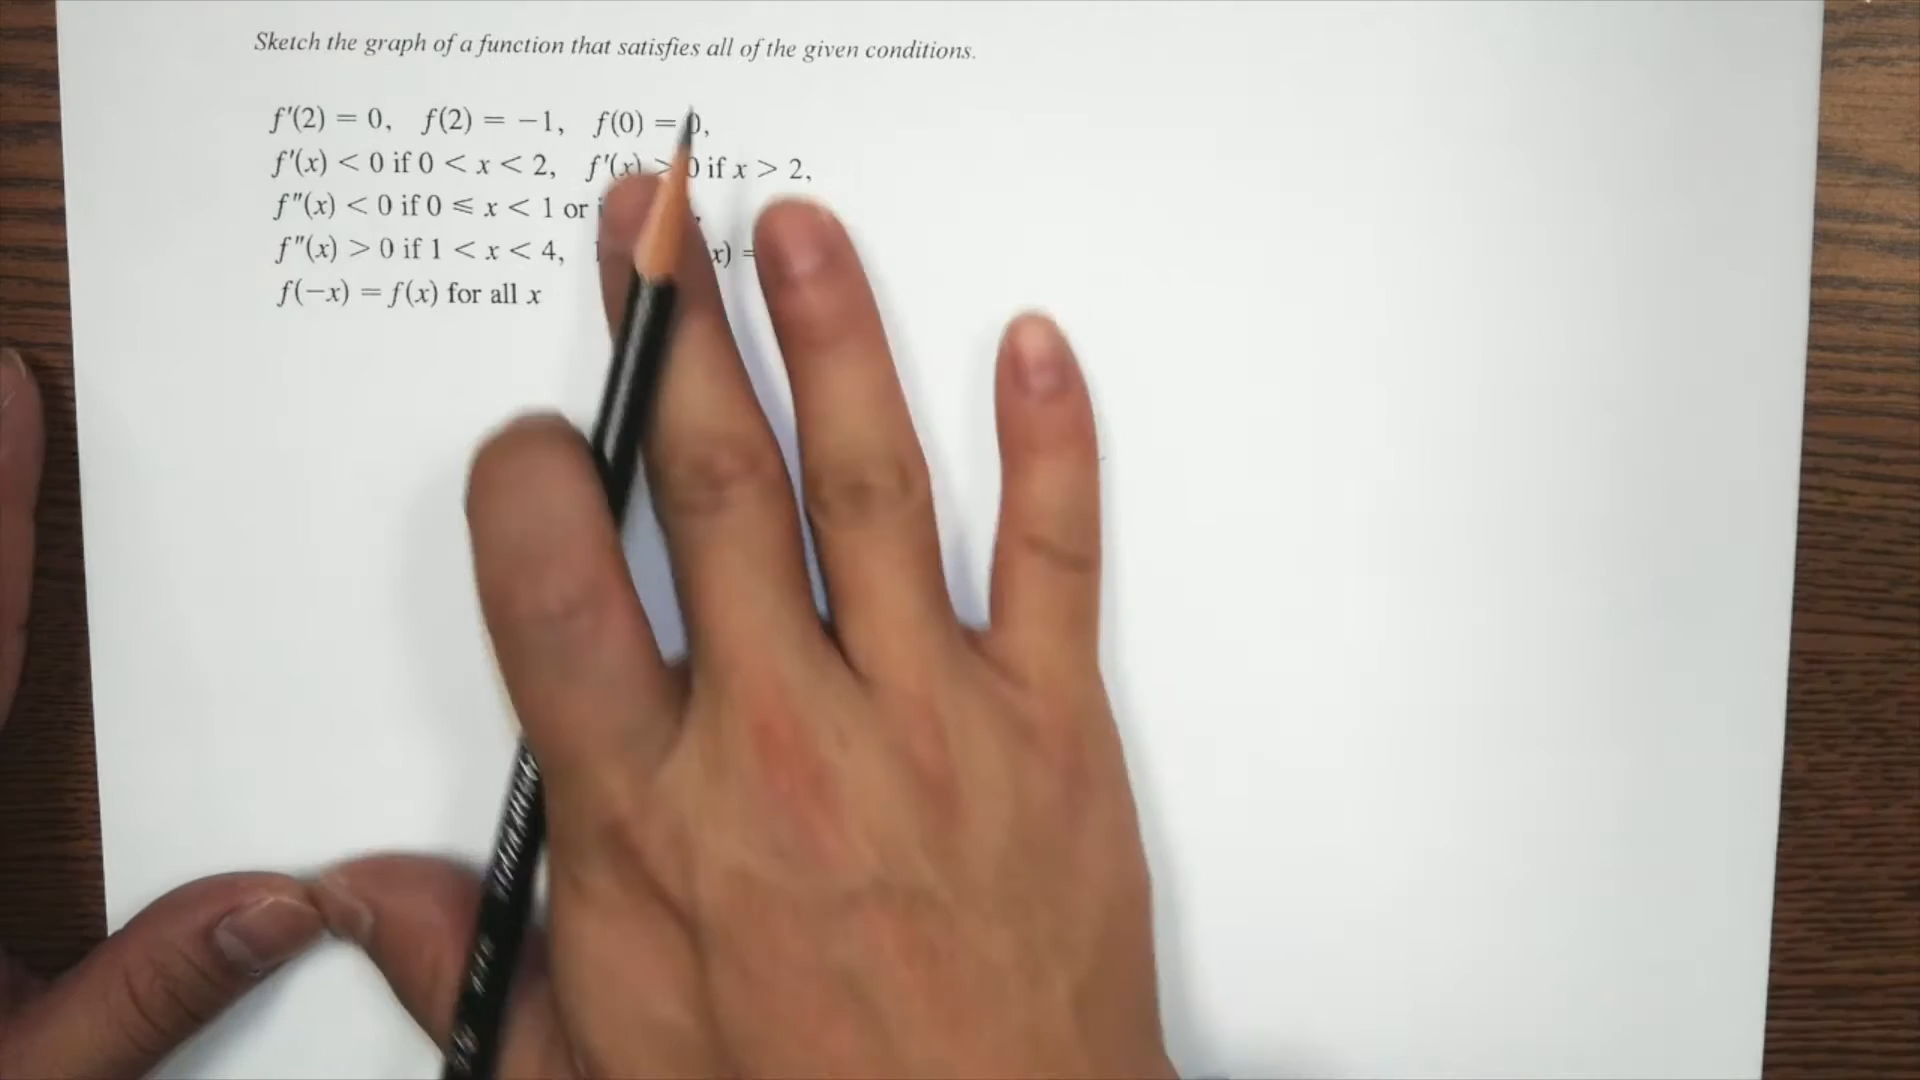 Sketch the graph of a function that satisfies all of the given conditions.
f'(2) = 0, f(2) = −1, f(0) = 0,
f'(x) < 0 if 0 < x < 2, f'(x) > 0 if x > 2,
f"(x) < 0 if 0 ⩽ x < 1 or
f"(x) > 0 if 1 < x < 4, x) =
f(−x) = f(x) for all x